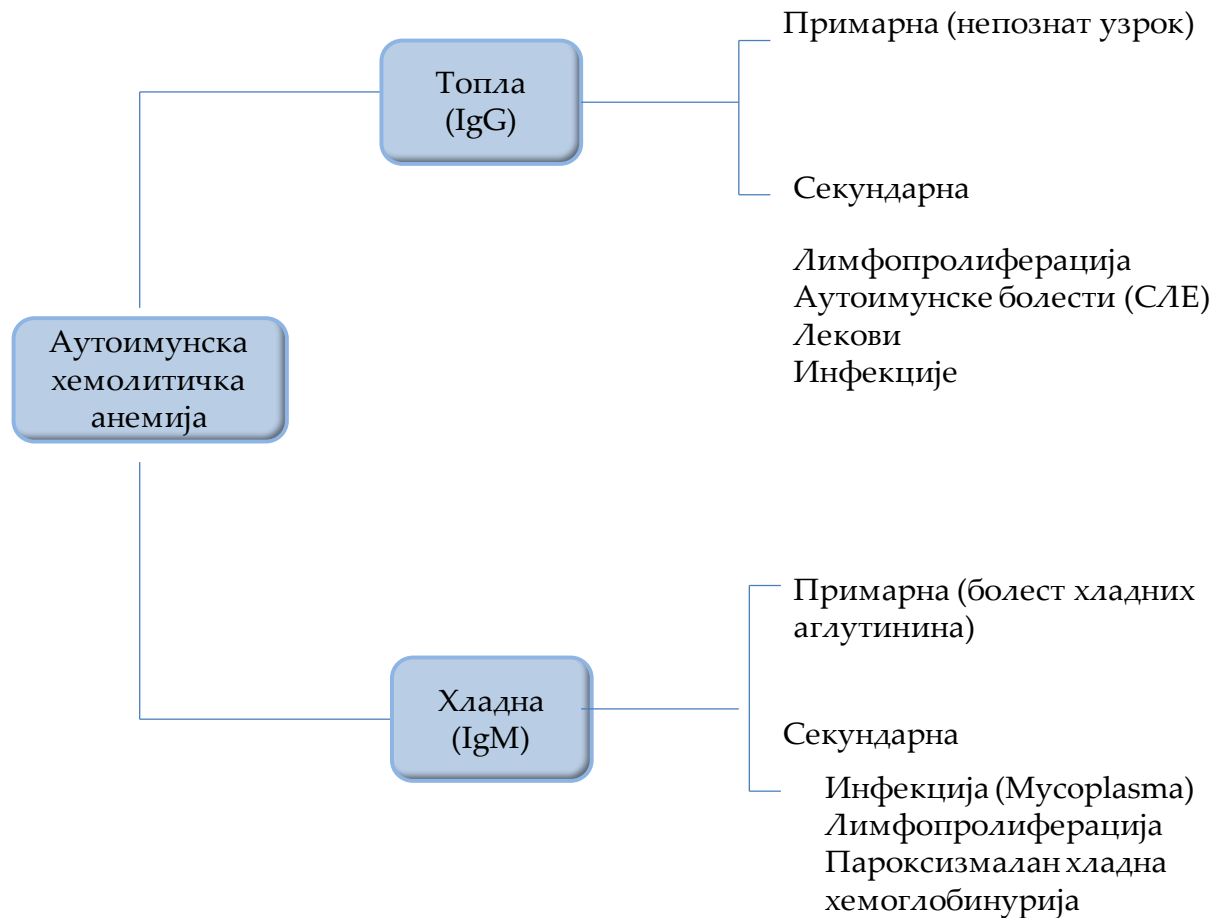 Примарна (непознат узрок)
Топла
(IgG)
Секундарна
Лимфопролиферација
Аутоимунске болести (СЛЕ)
Лекови
Инфекције
Аутоимунска
хемолитичка
анемија
Примарна (болест хладних
аглутинина)
Хладна
(IgM)
Секундарна
Инфекција (Mycoplasma)
Лимфопролиферација
Пароксизмалан хладна
хемоглобинурија